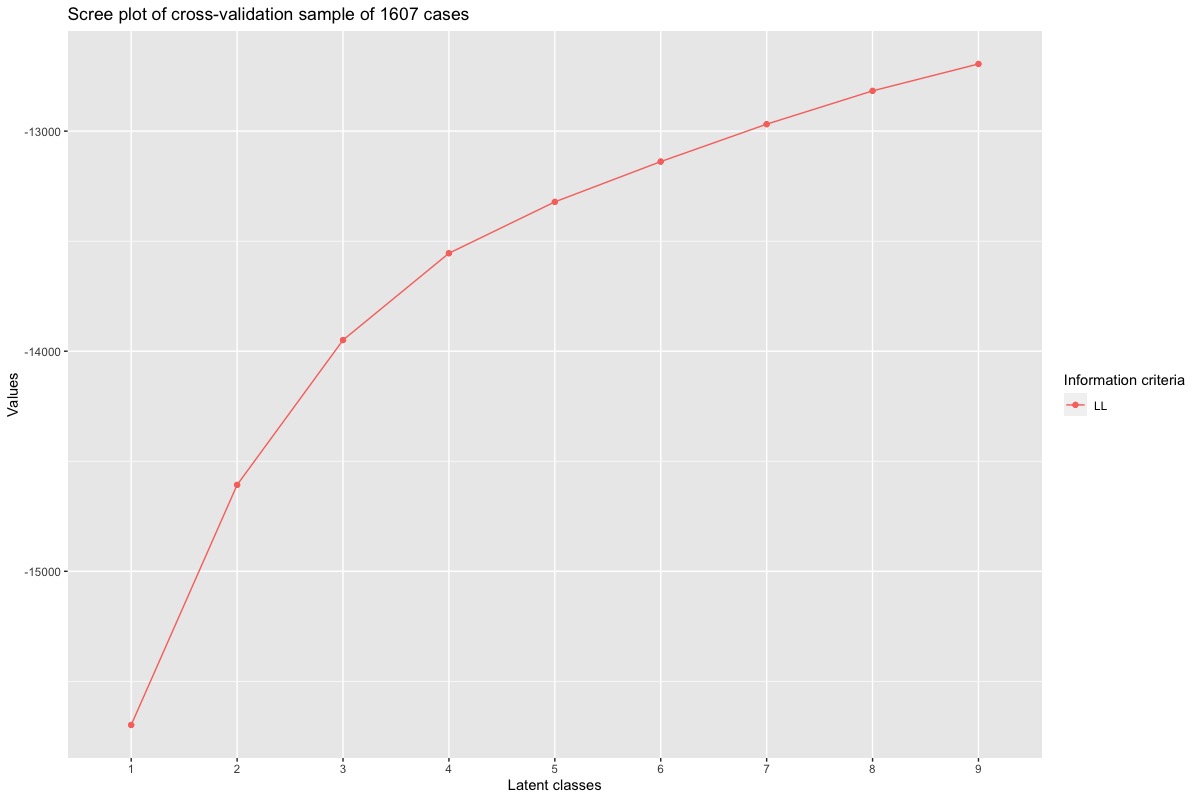 Scree plot of cross-validation sample of 1607 cases
-13000
-14000
-15000
Values
1 2 3 4 5 6 7 8 9
Latent classes
Information criteria
LL